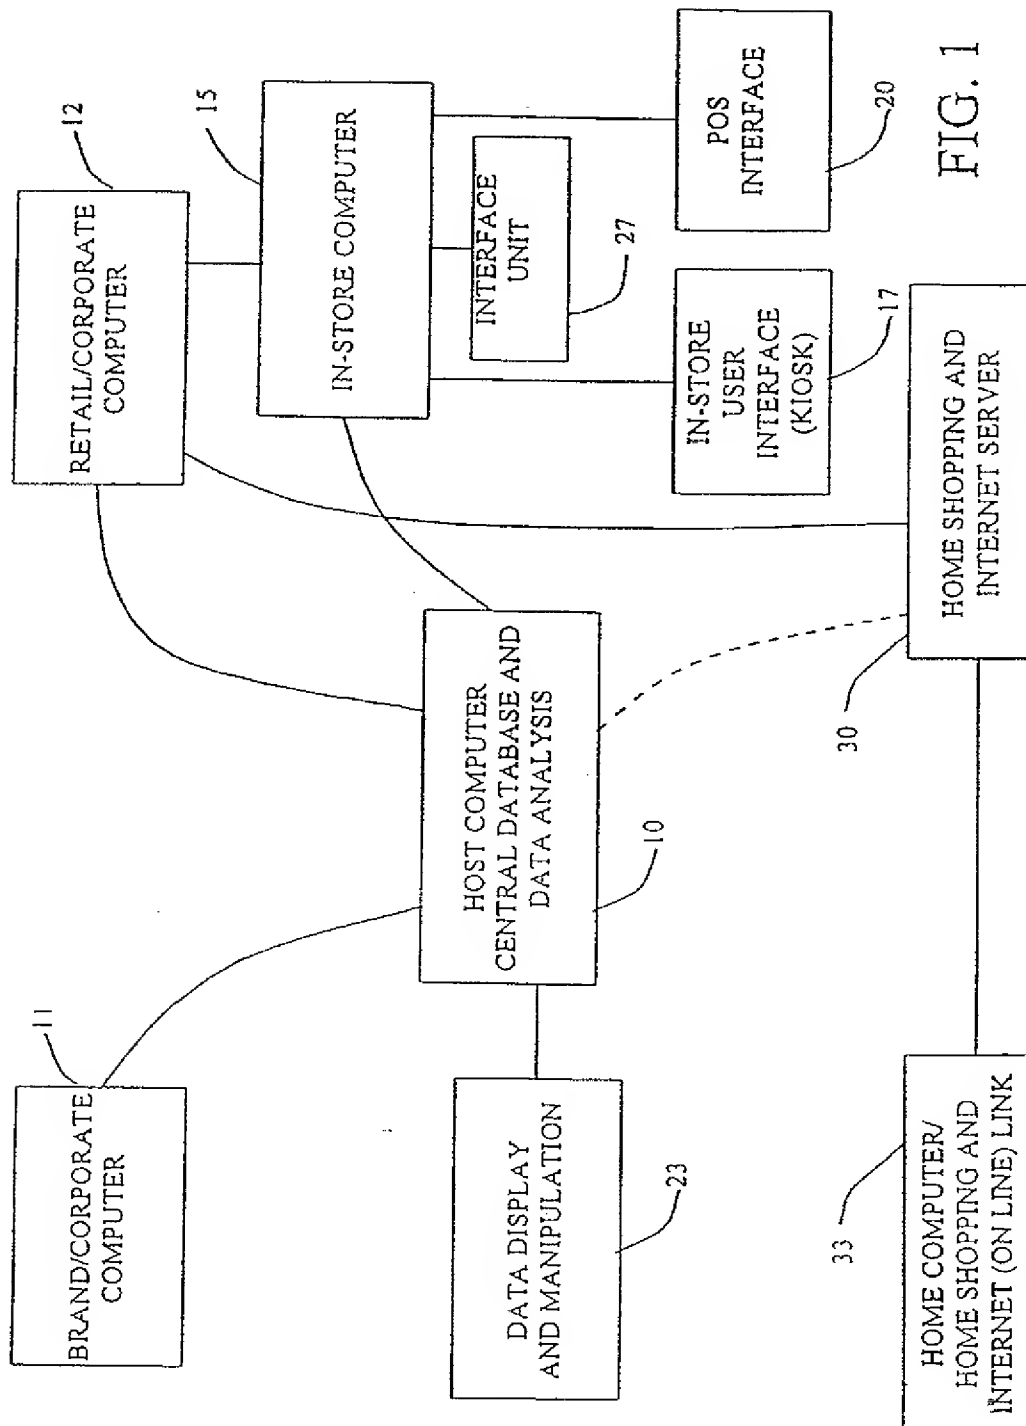 BRAND/CORPORATE
COMPUTER
11
RETAIL/CORPORATE
COMPUTER
12
IN-STORE COMPUTER
15
DATA DISPLAY
AND MANIPULATION
23
HOST COMPUTER
CENTRAL DATABASE AND
DATA ANALYSIS
10
INTERFACE
UNIT
27
IN-STORE
USER
INTERFACE
(KIOSK)
17
POS
INTERFACE
20
HOME COMPUTER/
HOME SHOPPING AND
INTERNET (ON LINE) LINK
33
HOME SHOPPING AND
INTERNET SERVER
30
FIG. 1